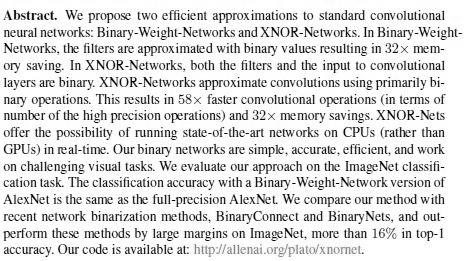 Abstract. We propose two efficient approximations to standard convolutional
neural networks: Binary-Weight-Networks and XNOR-Networks. In Binary-Weight-
Networks, the filters are approximated with binary values resulting in 32× mem-
ory saving. In XNOR-Networks, both the filters and the input to convolutional
layers are binary. XNOR-Networks approximate convolutions using primarily bi-
nary operations. This results in 58× faster convolutional operations (in terms of
number of the high precision operations) and 32× memory savings. XNOR-Nets
offer the possibility of running state-of-the-art networks on CPUs (rather than
GPUs) in real-time. Our binary networks are simple, accurate, efficient, and work
on challenging visual tasks. We evaluate our approach on the ImageNet classifi-
cation task. The classification accuracy with a Binary-Weight-Network version of
AlexNet is the same as the full-precision AlexNet. We compare our method with
recent network binarization methods, BinaryConnect and BinaryNets, and out-
perform these methods by large margins on ImageNet, more than 16% in top-1
accuracy. Our code is available at: http://allenai.org/plato/xnornet.